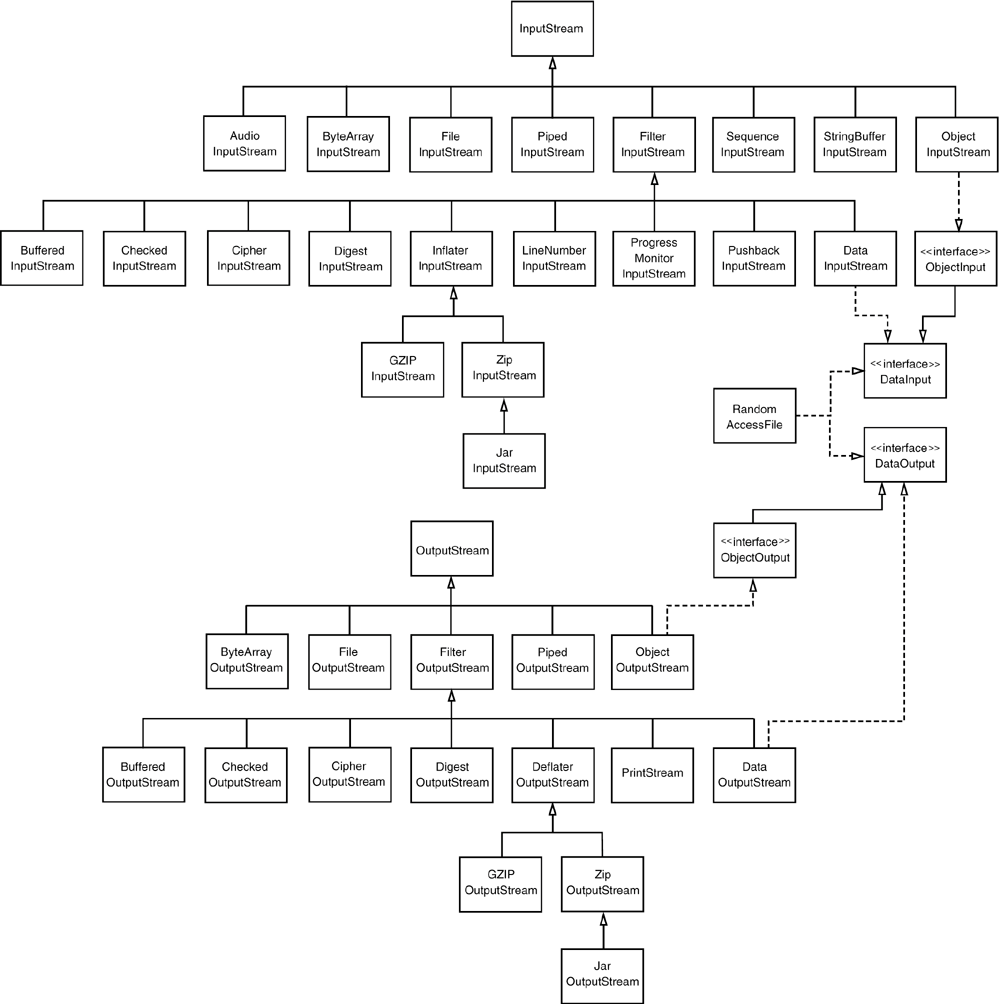 InputStream
Audio
InputStream
ByteArray
InputStream
File
InputStream
Piped
InputStream
Filter
InputStream
Sequence
InputStream
StringBuffer
InputStream
Object
InputStream
Buffered
InputStream
Checked
InputStream
Cipher
InputStream
Digest
InputStream
Inflater
InputStream
LineNumber
InputStream
Progress
Monitor
InputStream
Pushback
InputStream
Data
InputStream
<<interface>>
ObjectInput
GZIP
InputStream
Zip
InputStream
<<interface>>
DataInput
Random
AccessFile
Jar
InputStream
<<interface>>
DataOutput
OutputStream
<<interface>>
ObjectOutput
ByteArray
OutputStream
File
OutputStream
Filter
OutputStream
Piped
OutputStream
Object
OutputStream
Buffered
OutputStream
Checked
OutputStream
Cipher
OutputStream
Digest
OutputStream
Deflater
OutputStream
PrintStream
Data
OutputStream
GZIP
OutputStream
Zip
OutputStream
Jar
OutputStream